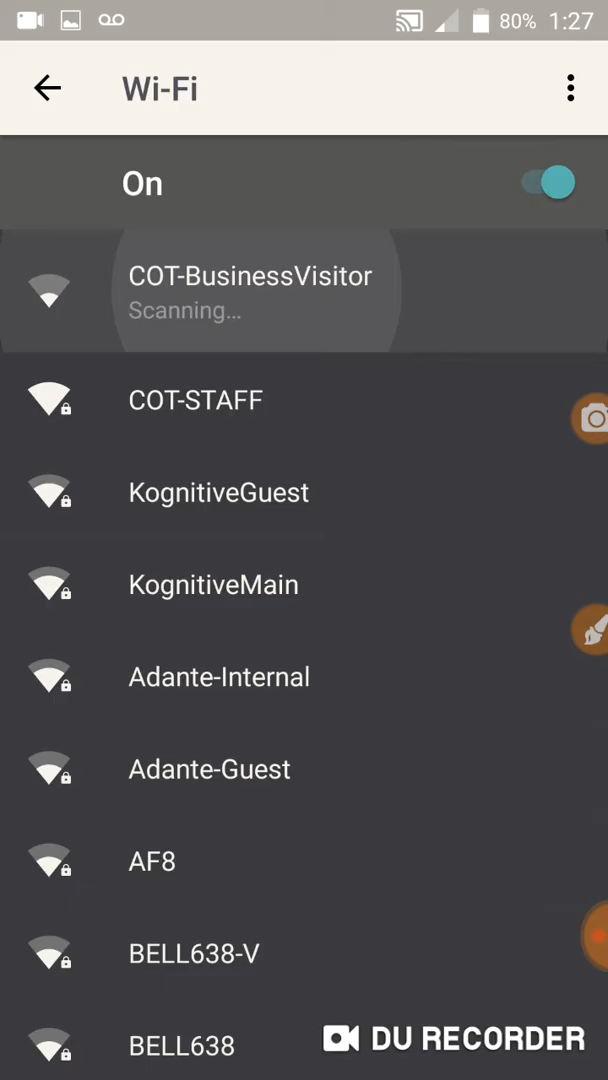 80% 1:27
Wi-Fi
On
COT-BusinessVisitor
Scanning...
COT-STAFF
KognitiveGuest
KognitiveMain
Adante-Internal
Adante-Guest
AF8
BELL638-V
BELL638
DU RECORDER